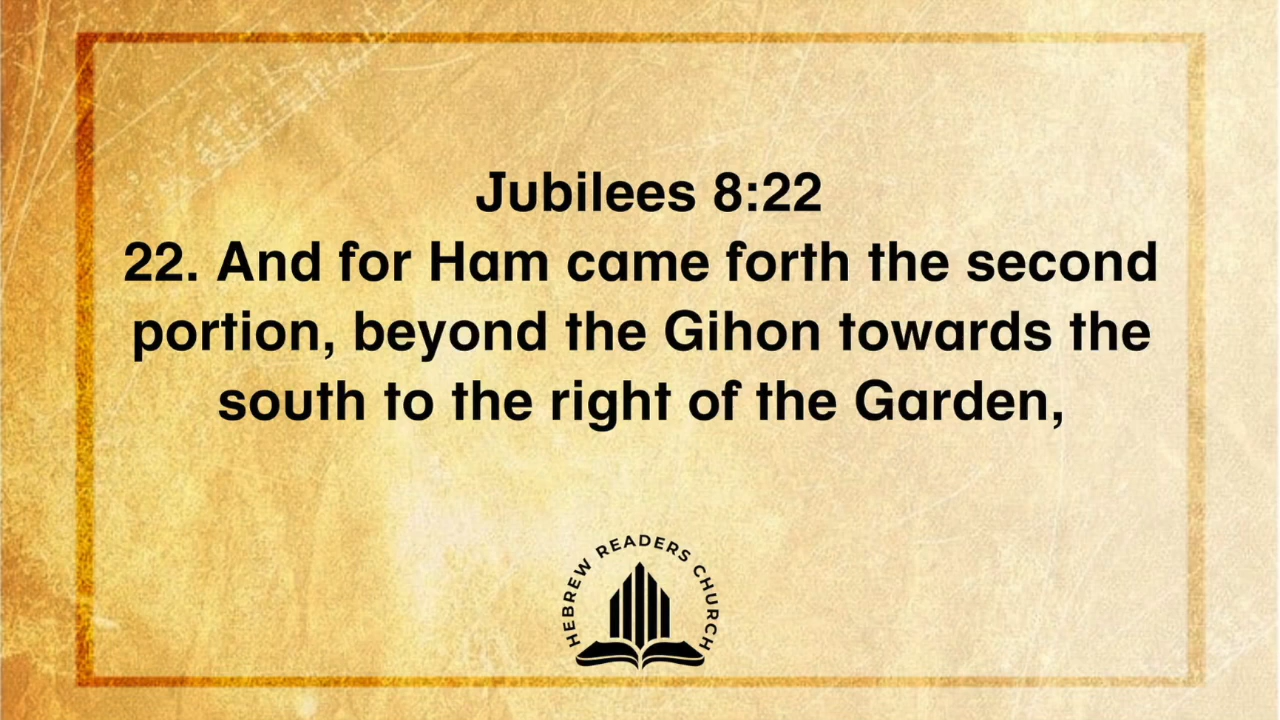 Jubilees 8:22
22. And for Ham came forth the second
portion, beyond the Gihon towards the
south to the right of the Garden,
HEBREW READERS CHURCH